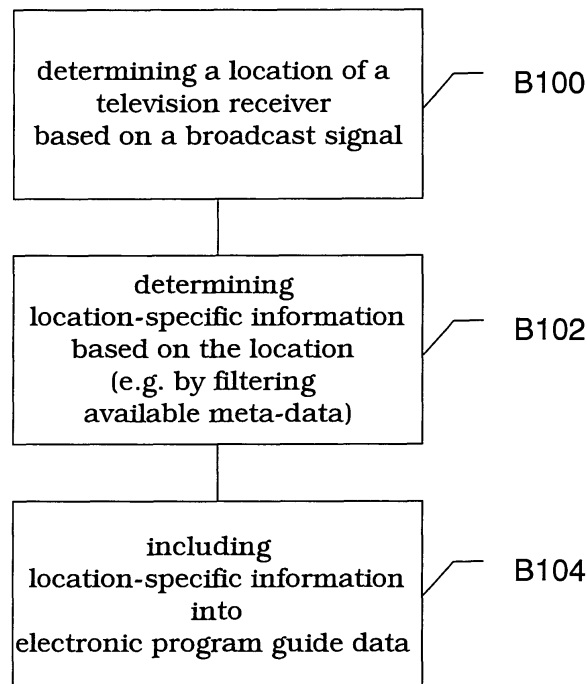 determining a location of a
television receiver
based on a broadcast signal
B100
determining
location-specific information
based on the location
(e.g. by filtering
available meta-data)
B102
including
location-specific information
into
electronic program guide data
B104